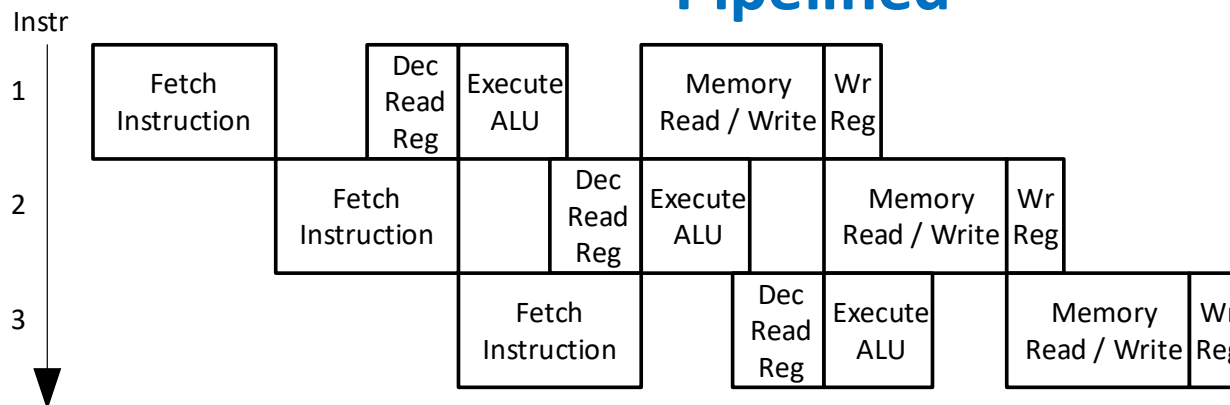 Pipelined
Instr
1
Fetch
Instruction
Dec
Read
Reg
Execute
ALU
Memory
Read / Write
Wr
Reg
2
Fetch
Instruction
Dec
Read
Reg
Execute
ALU
Memory
Read / Write
Wr
Reg
3
Fetch
Instruction
Dec
Read
Reg
Execute
ALU
Memory
Read / Write
Wr
Reg